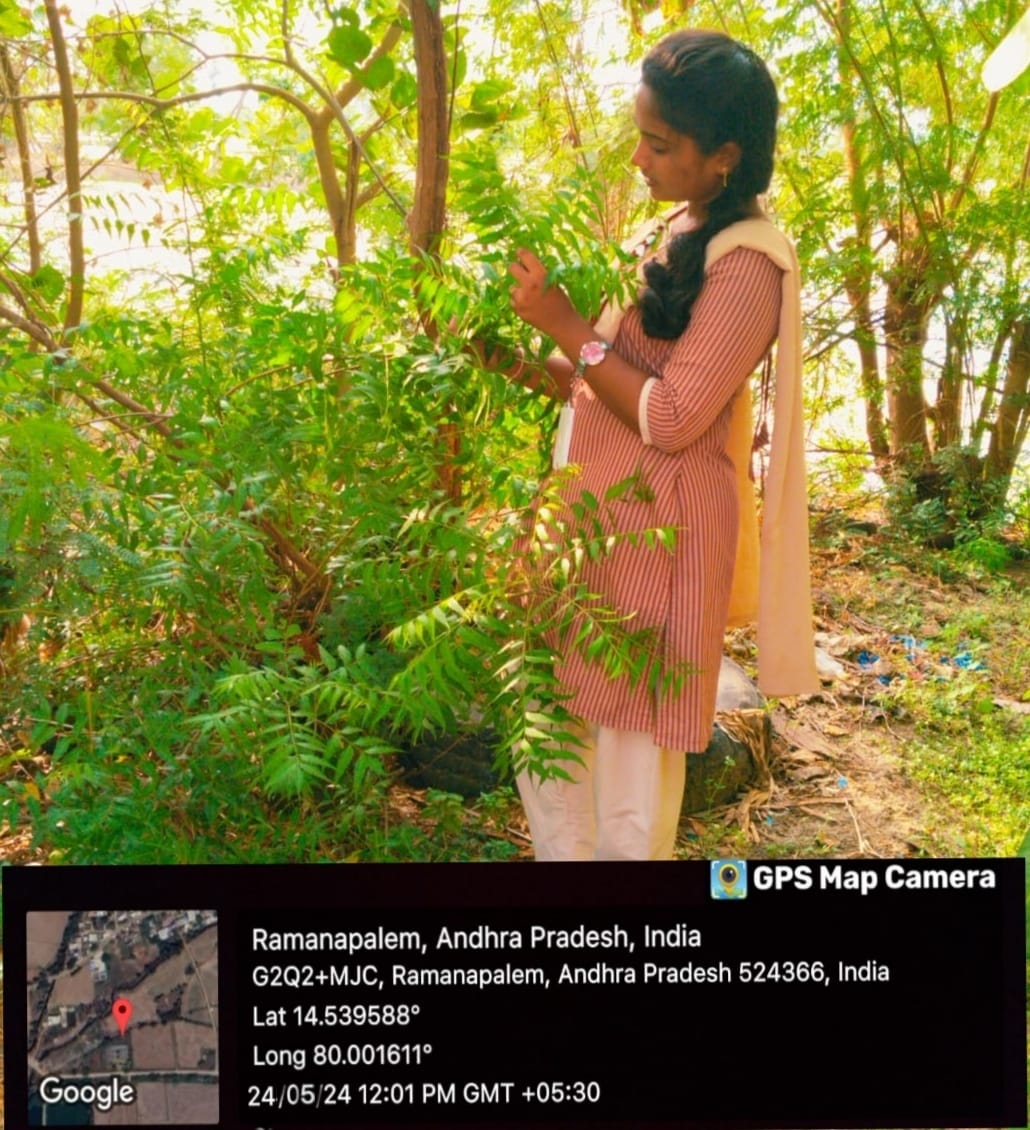 GPS Map Camera
Ramanapalem, Andhra Pradesh, India
G2Q2+MJC, Ramanapalem, Andhra Pradesh 524366, India
Lat 14.539588°
Long 80.001611°
24/05/24 12:01 PM GMT +05:30
Google